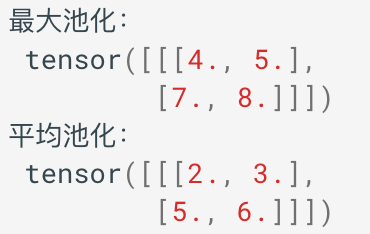 最大池化:
tensor([[[4., 5.],
[7., 8.]]])
平均池化:
tensor([[[2., 3.],
[5., 6.]]])